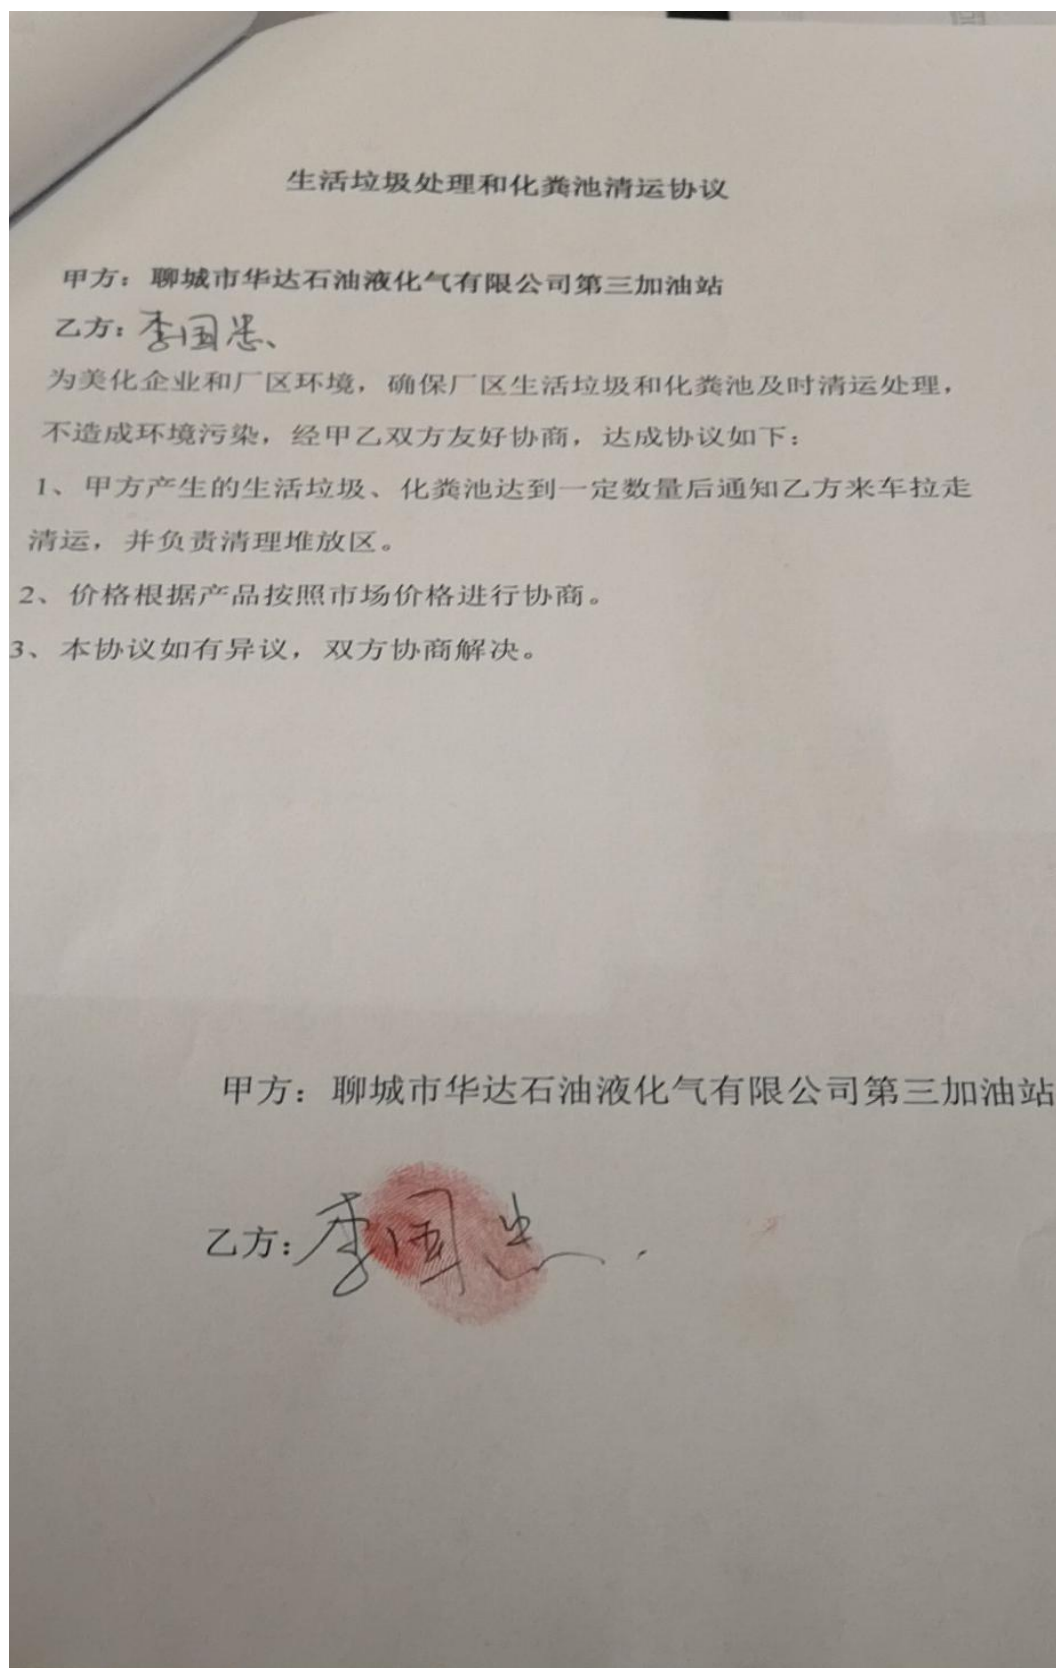 生活垃圾处理和化粪池清运协议
甲方：聊城市华达石油液化气有限公司第三加油站
乙方：李国忠、
为美化企业和厂区环境，确保厂区生活垃圾和化粪池及时清运处理，
不造成环境污染，经甲乙双方友好协商，达成协议如下：
1、甲方产生的生活垃圾、化粪池达到一定数量后通知乙方来车拉走
清运，并负责清理堆放区。
2、价格根据产品按照市场价格进行协商。
3、本协议如有异议，双方协商解决。
甲方：聊城市华达石油液化气有限公司第三加油站
乙方：李国忠.